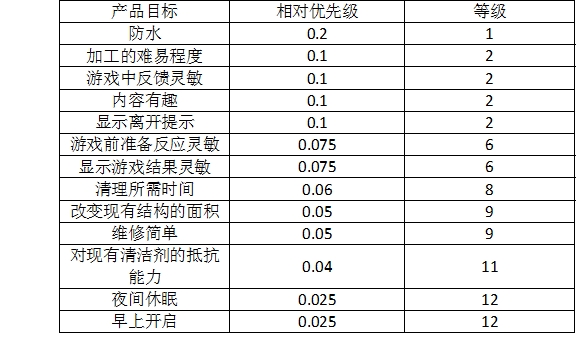 产品目标 相对优先级 等级
防水 0.2 1
加工的难易程度 0.1 2
游戏中反馈灵敏 0.1 2
内容有趣 0.1 2
显示离开提示 0.1 2
游戏前准备反应灵敏 0.075 6
显示游戏结果灵敏 0.075 6
清理所需时间 0.06 8
改变现有结构的面积 0.05 9
维修简单 0.05 9
对现有清洁剂的抵抗
能力 0.04 11
夜间休眠 0.025 12
早上开启 0.025 12